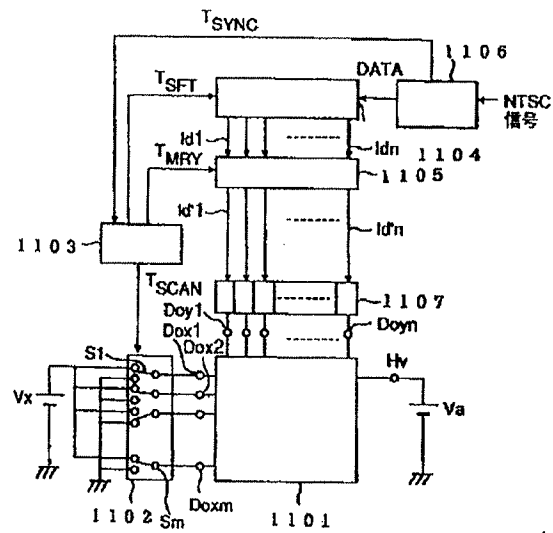 TSYNC
1106
TSFT
DATA
NTSC
信号
Id1
Idn
1104
TMRY
1105
Id'1
Id'n
1103
TSCAN
1107
Doy1
Doyn
Dox1
S1
Dox2
Hv
Vx
Va
1102
Sm
Doxm
1101